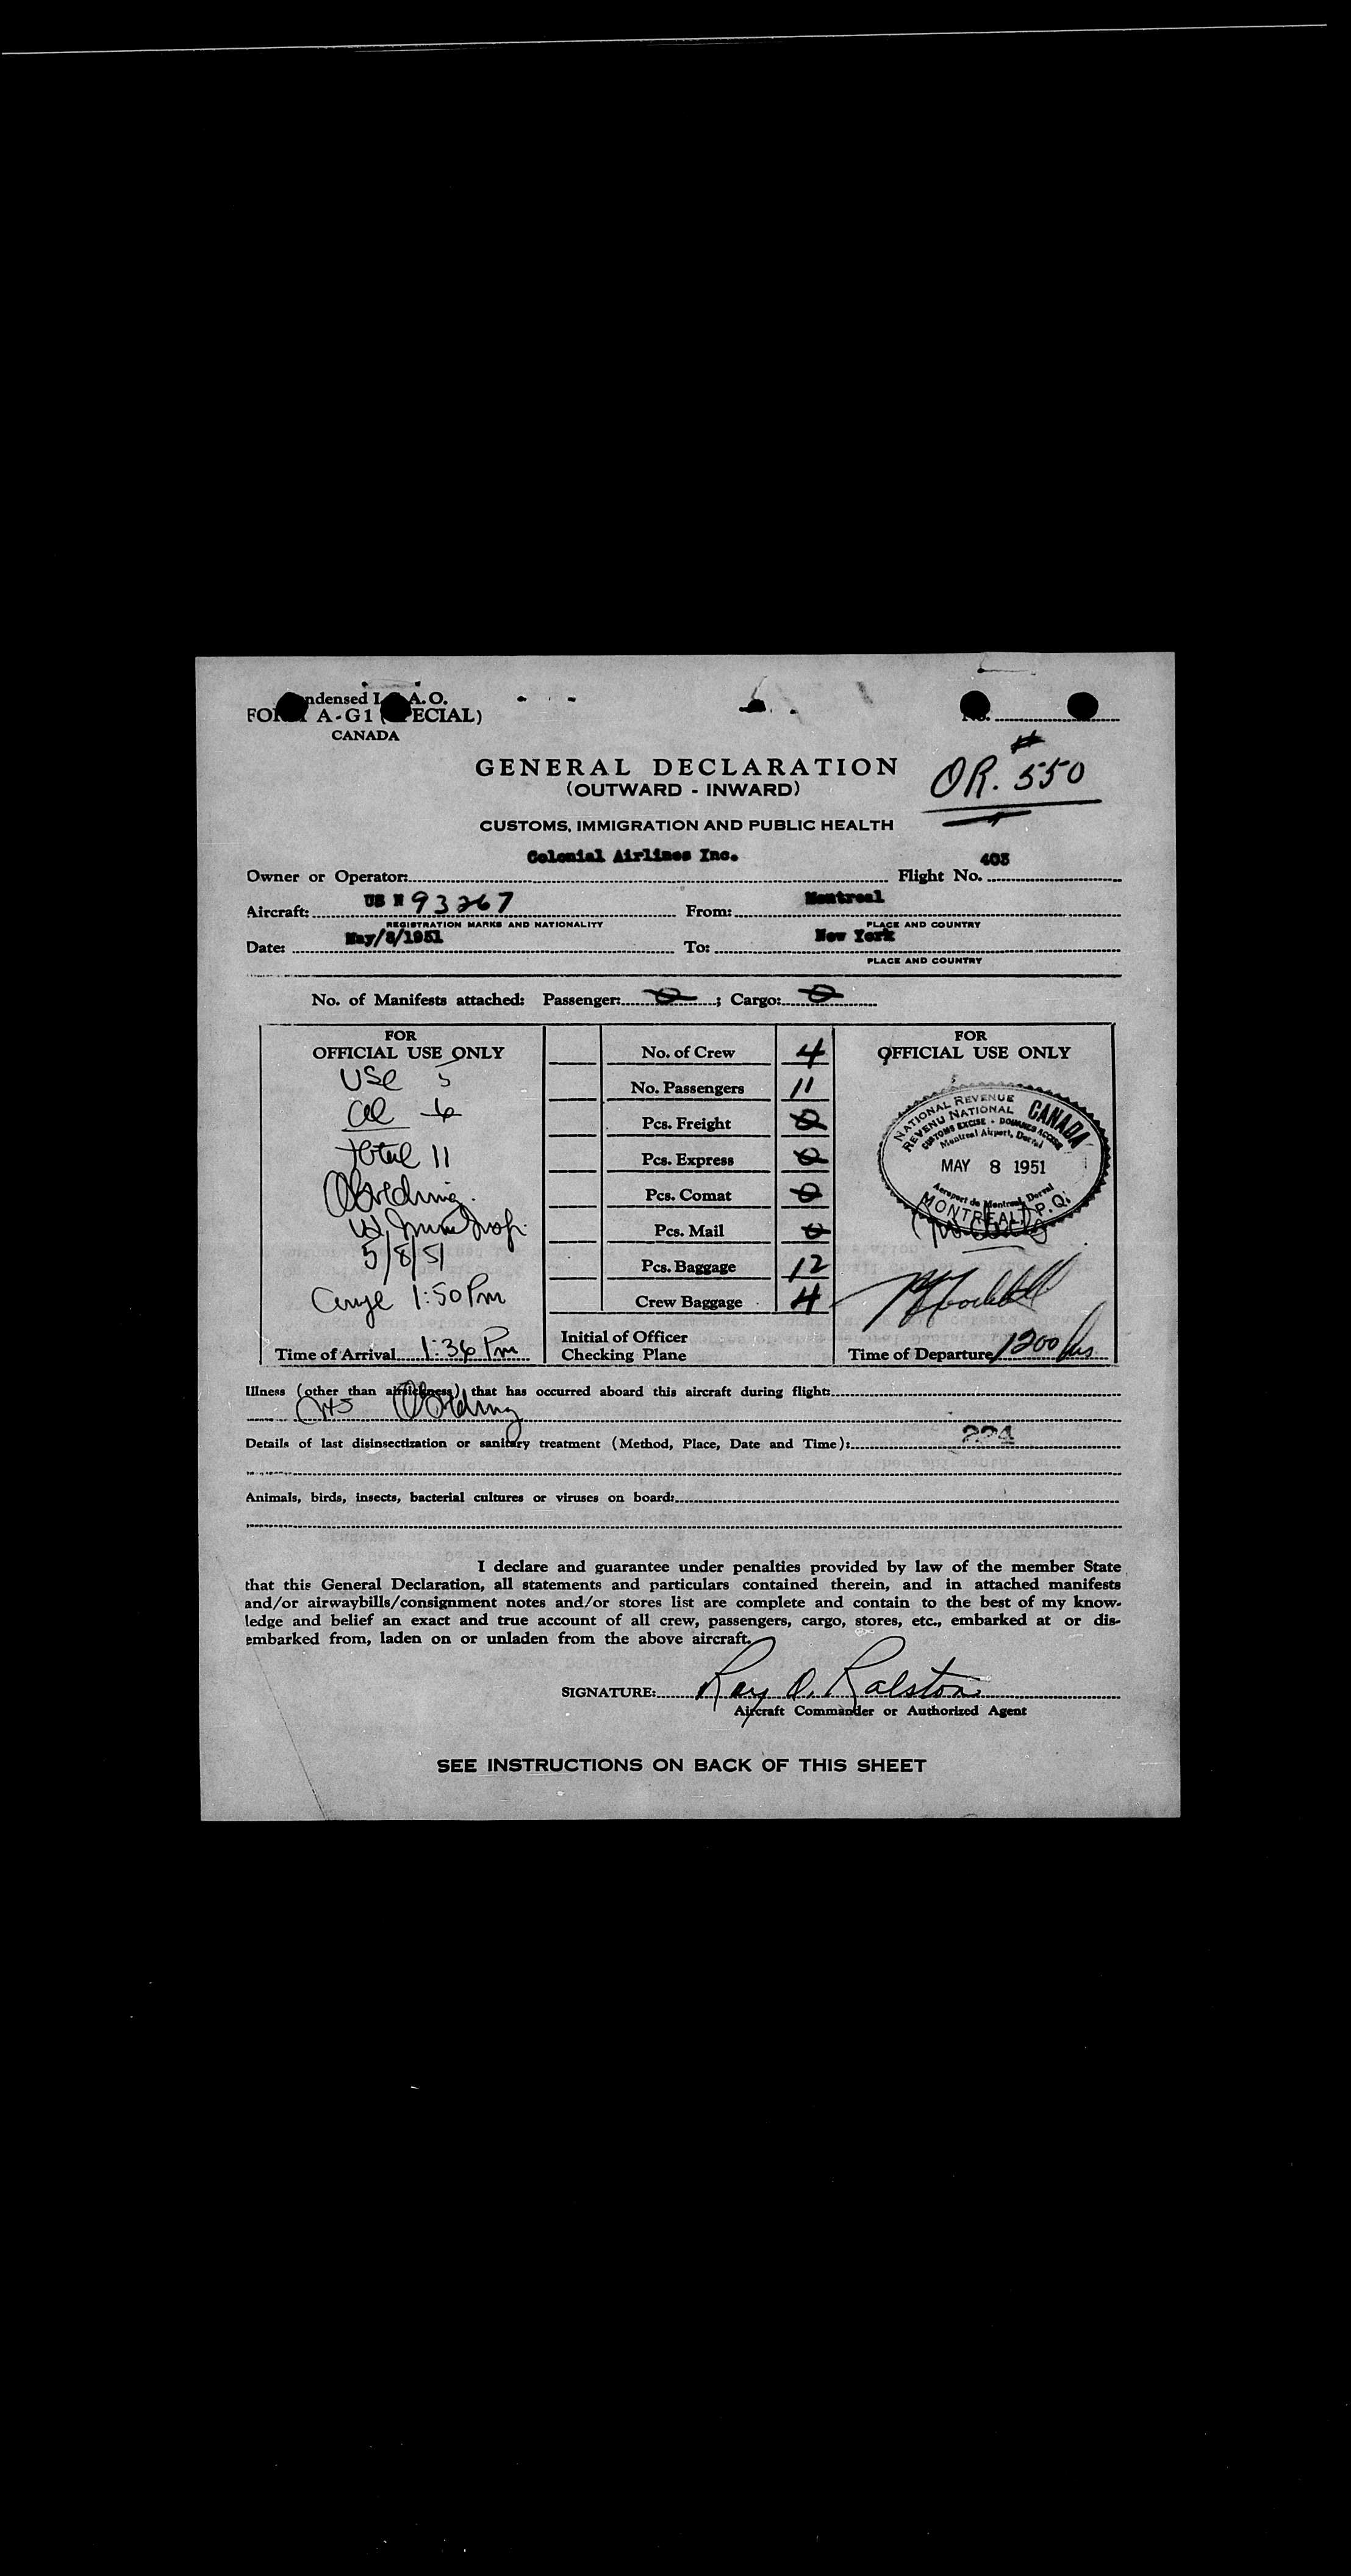 Condensed I.C.A.O.
FORM A-G1 (SPECIAL)
CANADA
No.
OR. # 550
GENERAL DECLARATION
(OUTWARD - INWARD)
CUSTOMS, IMMIGRATION AND PUBLIC HEALTH
Owner or Operator: Colonial Airlines Inc. Flight No. 403
Aircraft: US N 93267 From: Montreal
REGISTRATION MARKS AND NATIONALITY PLACE AND COUNTRY
Date: May/8/1951 To: New York
PLACE AND COUNTRY
No. of Manifests attached: Passenger: 0 ; Cargo: 0
FOR
OFFICIAL USE ONLY
USC 5
6
total 11
5/8/51
1:50 Pm
Time of Arrival 1:36 Pm
No. of Crew 4
No. Passengers 11
Pcs. Freight 0
Pcs. Express 0
Pcs. Comat 0
Pcs. Mail 0
Pcs. Baggage 12
Crew Baggage 4
Initial of Officer
Checking Plane
FOR
OFFICIAL USE ONLY
NATIONAL REVENUE
REVENU NATIONAL
CANADA
CUSTOMS EXCISE - DOUANES ACCISE
Montreal Airport, Dorval
MAY 8 1951
Aeroport de Montreal, Dorval
MONTREAL, P.Q.
Time of Departure 1200 hrs
Illness (other than airsickness) that has occurred aboard this aircraft during flight:
Details of last disinsectization or sanitary treatment (Method, Place, Date and Time): 224
Animals, birds, insects, bacterial cultures or viruses on board:
I declare and guarantee under penalties provided by law of the member State
that this General Declaration, all statements and particulars contained therein, and in attached manifests
and/or airwaybills/consignment notes and/or stores list are complete and contain to the best of my know-
ledge and belief an exact and true account of all crew, passengers, cargo, stores, etc., embarked at or dis-
embarked from, laden on or unladen from the above aircraft.
SIGNATURE: Ray O. Ralston
Aircraft Commander or Authorized Agent
SEE INSTRUCTIONS ON BACK OF THIS SHEET